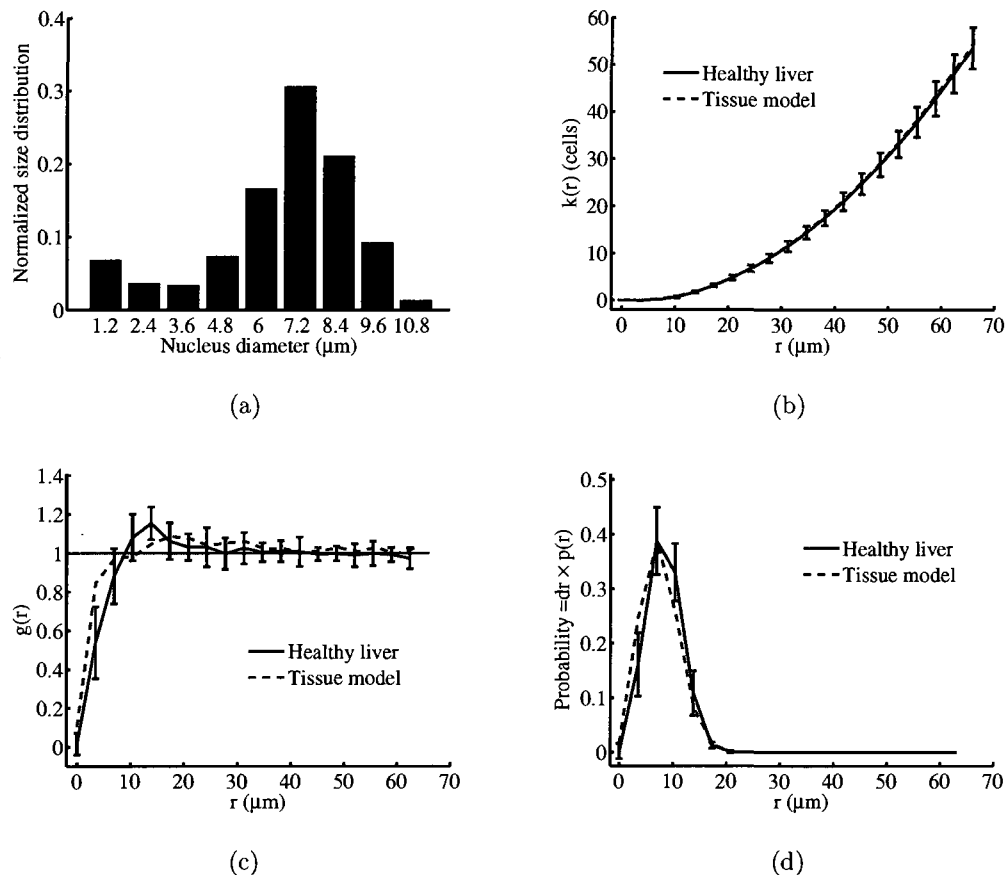 0.4
0.3
0.2
0.1
0
Normalized size distribution
1.2 2.4 3.6 4.8 6 7.2 8.4 9.6 10.8
Nucleus diameter (μm)
(a)
60
50
40
30
20
10
0
k(r) (cells)
Healthy liver
Tissue model
0 10 20 30 40 50 60 70
r (μm)
(b)
1.4
1.2
1
0.8
0.6
0.4
0.2
0
g(r)
Healthy liver
Tissue model
0 10 20 30 40 50 60 70
r (μm)
(c)
0.5
0.4
0.3
0.2
0.1
0
Probability =dr × p(r)
Healthy liver
Tissue model
0 10 20 30 40 50 60 70
r (μm)
(d)